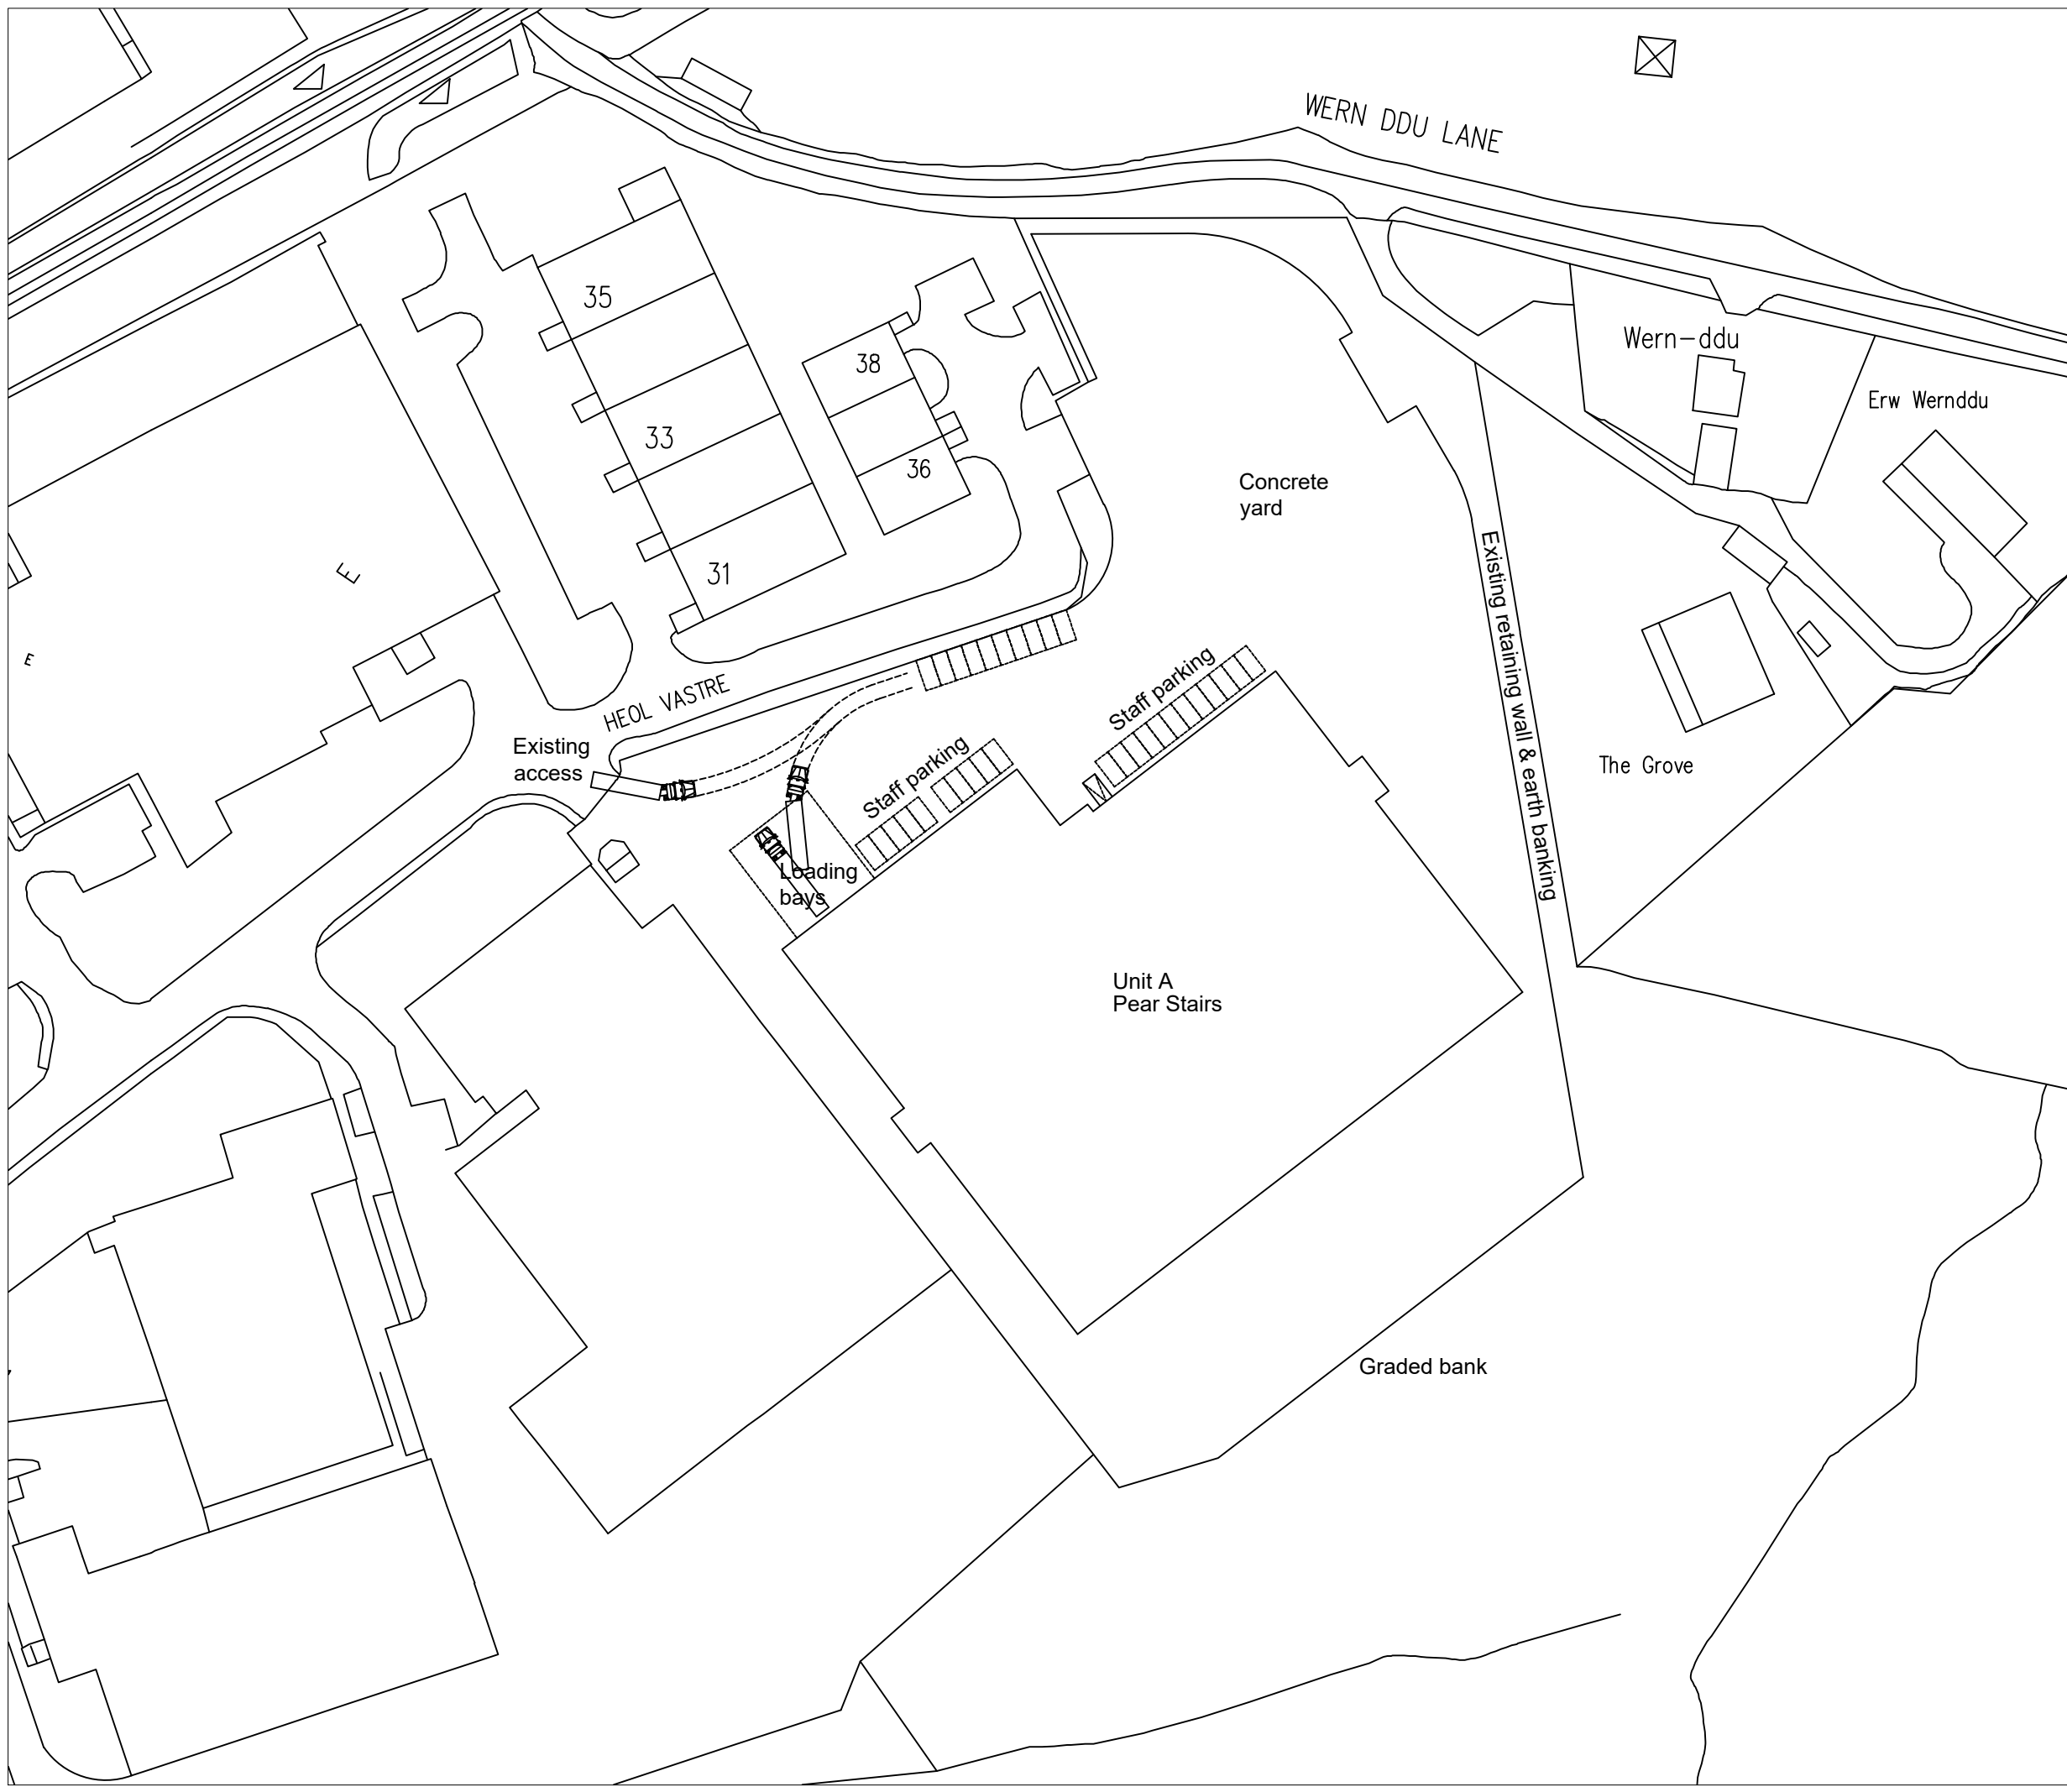 WERN DDU LANE
35
38
33
36
31
Wern-ddu
Erw Wernddu
Concrete
yard
E
E
Existing retaining wall & earth banking
HEOL VASTRE
Staff parking
Staff parking
Existing
access
The Grove
Loading
bays
Unit A
Pear Stairs
Graded bank